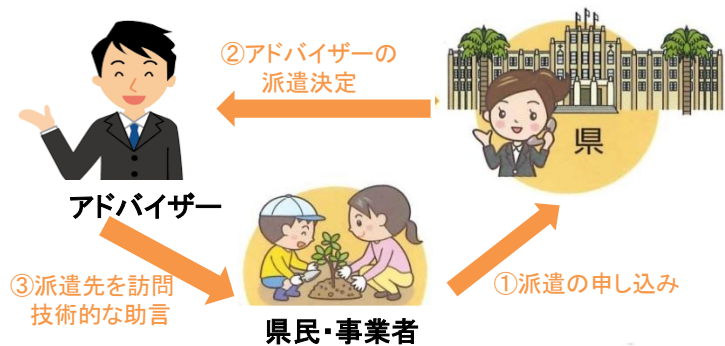 ②アドバイザーの
派遣決定
県
アドバイザー
③派遣先を訪問
技術的な助言
①派遣の申し込み
県民・事業者